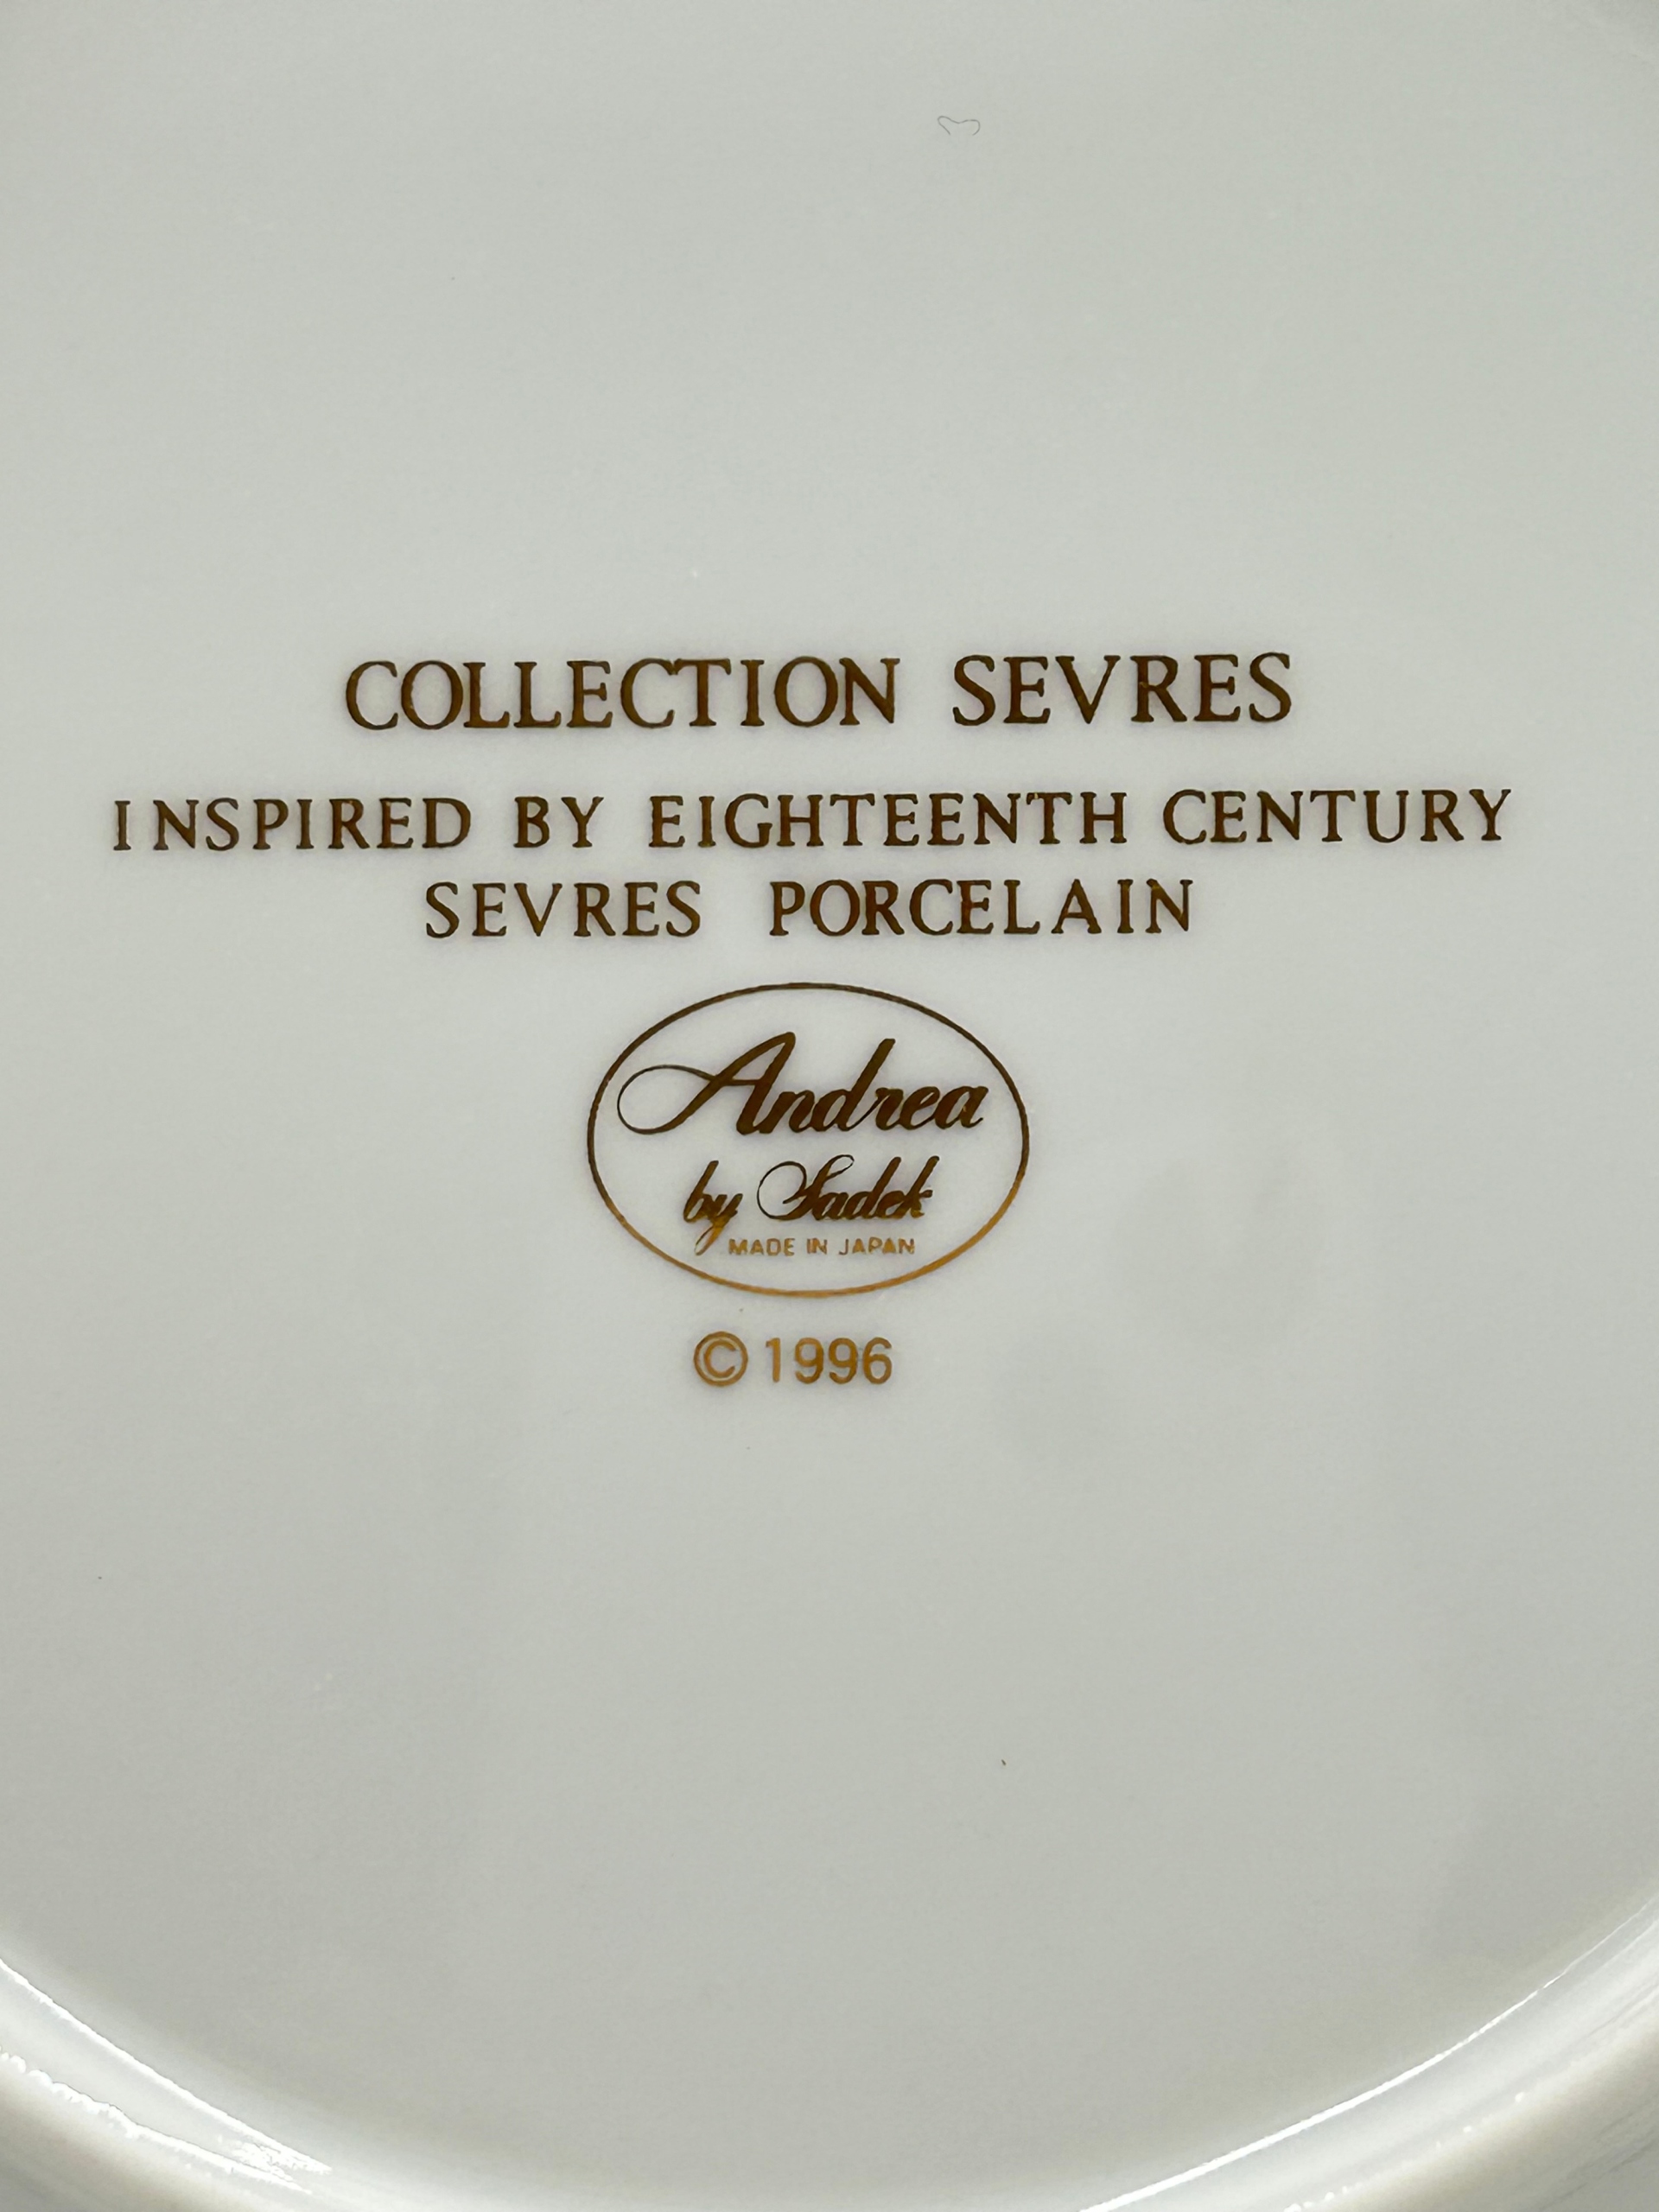 COLLECTION SEVRES
INSPIRED BY EIGHTEENTH CENTURY
SEVRES PORCELAIN
Andrea
by Sadek
MADE IN JAPAN
© 1996